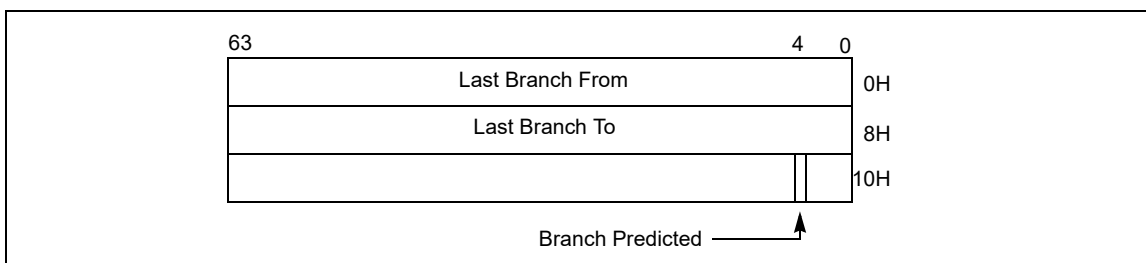 63 4 0
Last Branch From 0H
Last Branch To 8H
10H
Branch Predicted